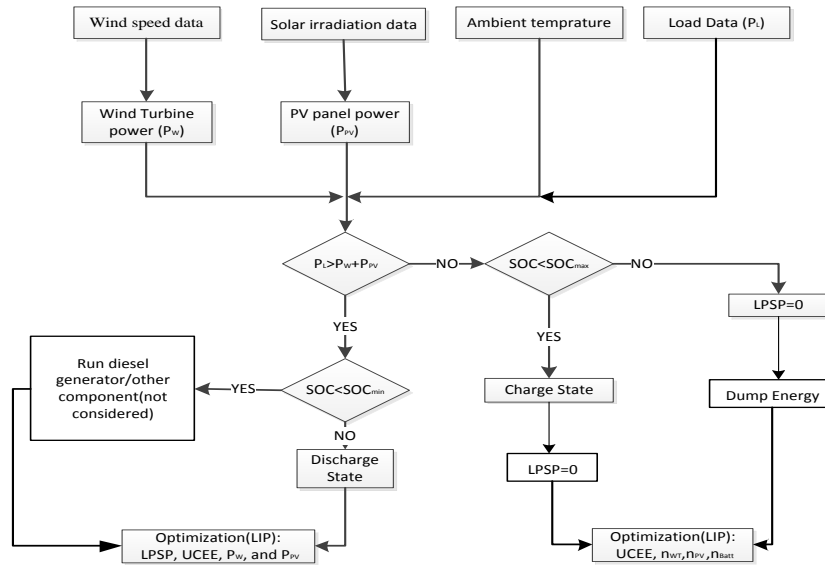 Wind speed data
Solar irradiation data
Ambient temprature
Load Data (PL)
Wind Turbine
power (PW)
PV panel power
(PPV)
PL>PW+PPV
NO
SOC<SOCmax
NO
LPSP=0
YES
YES
Run diesel
generator/other
component(not
considered)
YES
SOC<SOCmin
Charge State
Dump Energy
NO
Discharge
State
LPSP=0
Optimization(LIP):
LPSP, UCEE, PW, and PPV
Optimization(LIP):
UCEE, nWT,nPV,nBatt